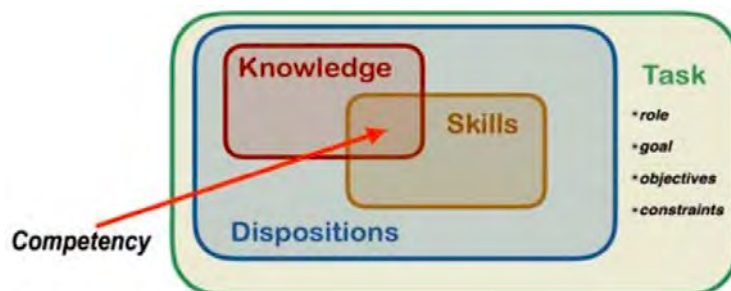 Knowledge
Task
Skills
*role
*goal
*objectives
*constraints
Dispositions
Competency